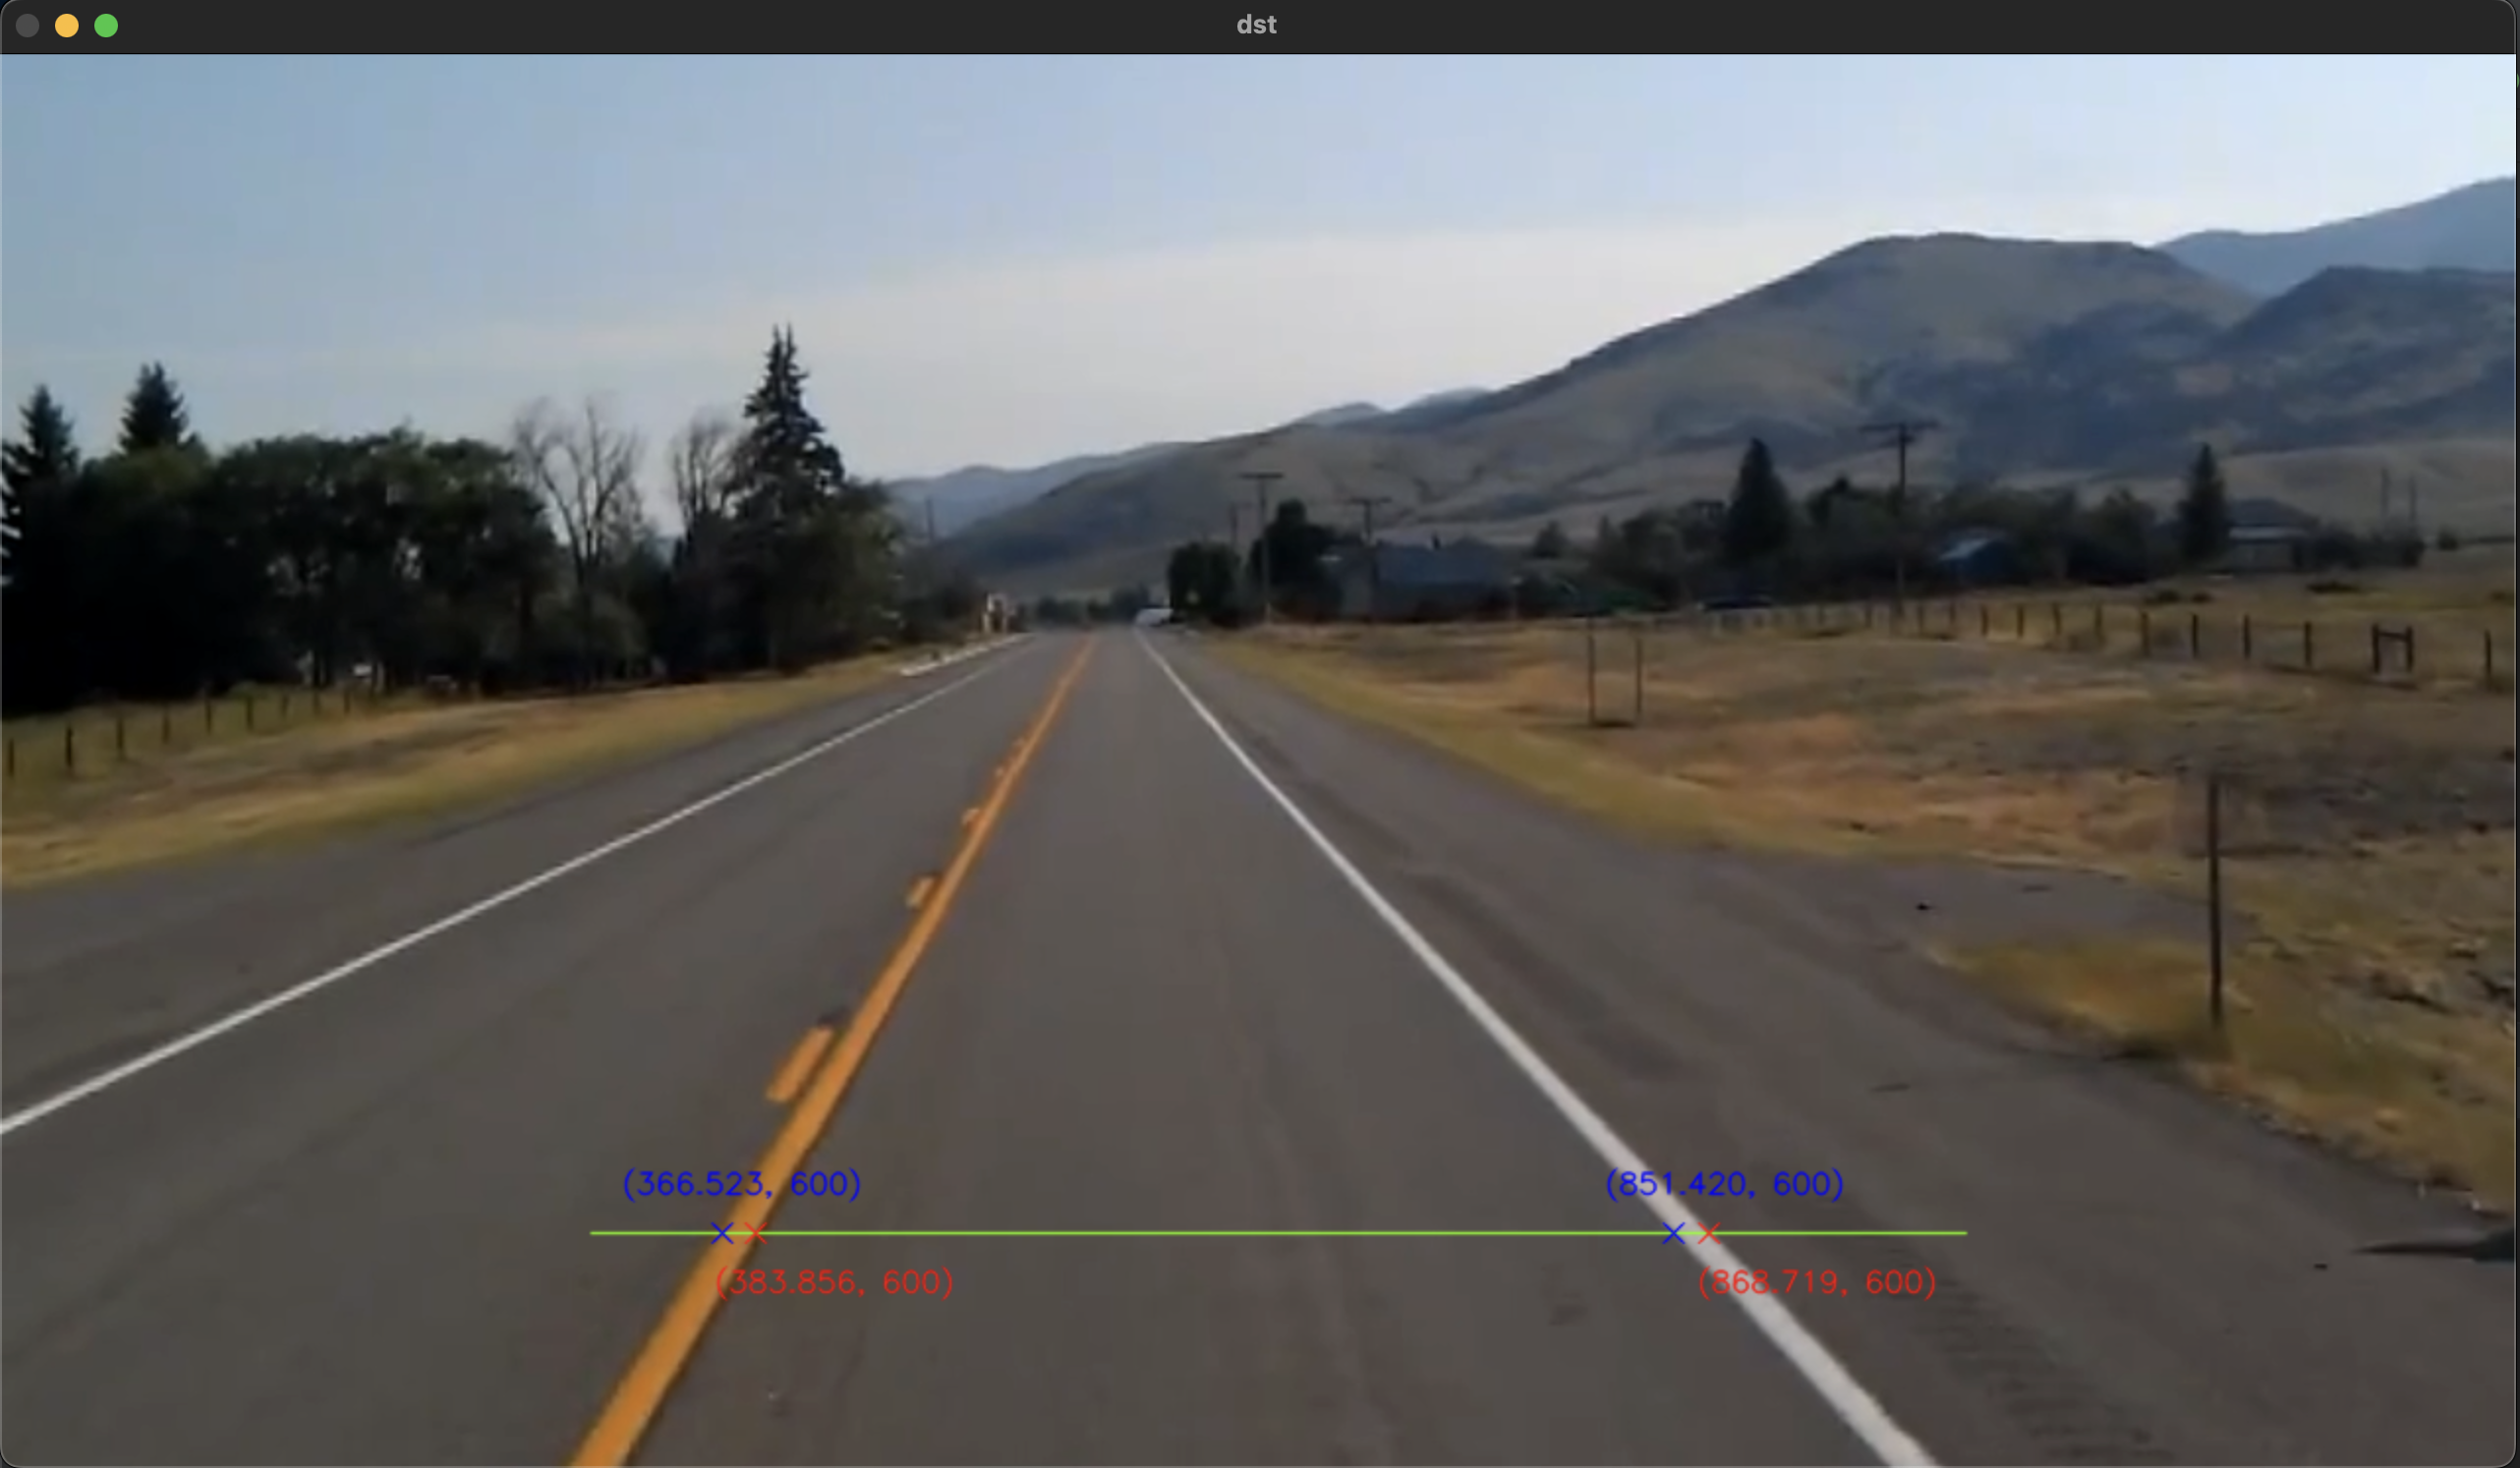 dst
(366.523, 600)
(851.420, 600)
(383.856, 600)
(868.719, 600)